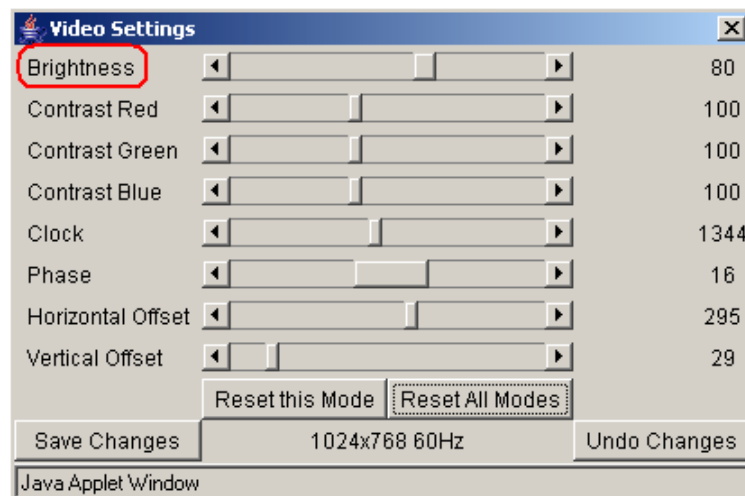 Video Settings
Brightness 80
Contrast Red 100
Contrast Green 100
Contrast Blue 100
Clock 1344
Phase 16
Horizontal Offset 295
Vertical Offset 29
Reset this Mode Reset All Modes
Save Changes 1024x768 60Hz Undo Changes
Java Applet Window